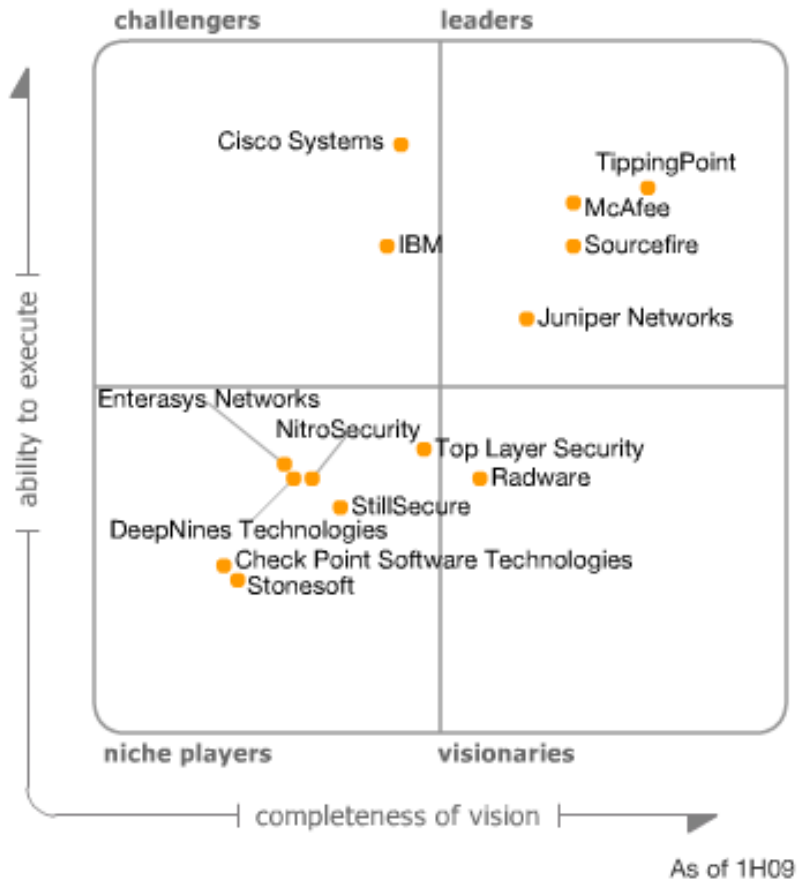 challengers
leaders
Cisco Systems
TippingPoint
McAfee
IBM
Sourcefire
Juniper Networks
ability to execute
Enterasys Networks
NitroSecurity
Top Layer Security
Radware
StillSecure
DeepNines Technologies
Check Point Software Technologies
Stonesoft
niche players
visionaries
completeness of vision
As of 1H09